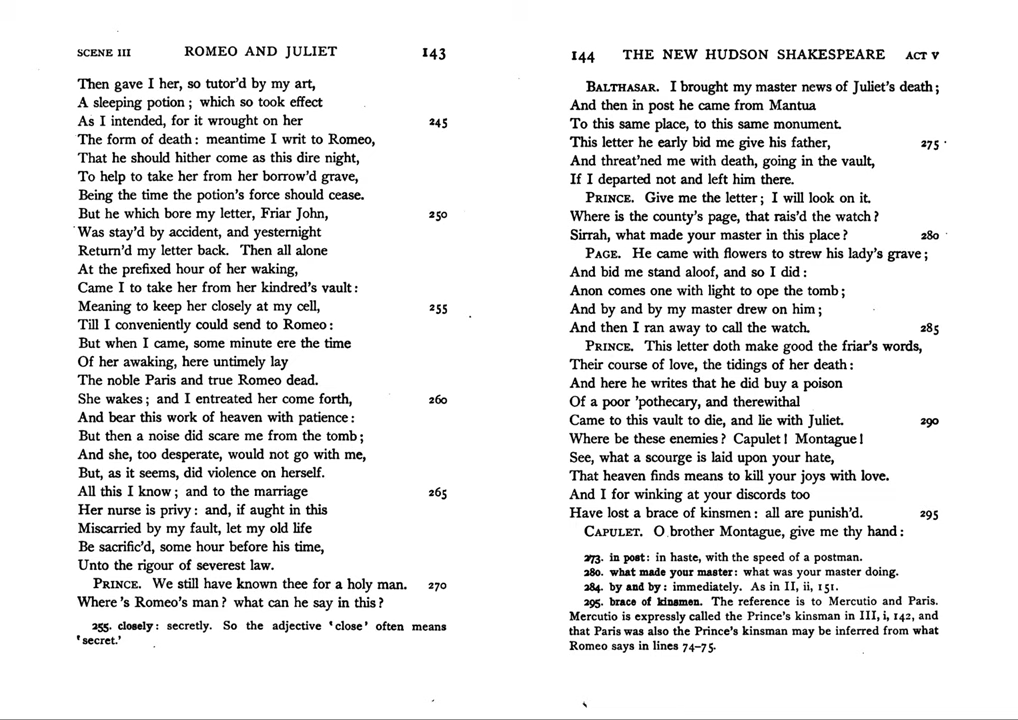 SCENE III ROMEO AND JULIET 143
Then gave I her, so tutor'd by my art,
A sleeping potion; which so took effect
As I intended, for it wrought on her 245
The form of death: meantime I writ to Romeo,
That he should hither come as this dire night,
To help to take her from her borrow'd grave,
Being the time the potion's force should cease.
But he which bore my letter, Friar John, 250
Was stay'd by accident, and yesternight
Return'd my letter back. Then all alone
At the prefixed hour of her waking,
Came I to take her from her kindred's vault:
Meaning to keep her closely at my cell, 255
Till I conveniently could send to Romeo:
But when I came, some minute ere the time
Of her awaking, here untimely lay
The noble Paris and true Romeo dead.
She wakes; and I entreated her come forth, 260
And bear this work of heaven with patience:
But then a noise did scare me from the tomb;
And she, too desperate, would not go with me,
But, as it seems, did violence on herself.
All this I know; and to the marriage 265
Her nurse is privy: and, if aught in this
Miscarried by my fault, let my old life
Be sacrific'd, some hour before his time,
Unto the rigour of severest law.
PRINCE. We still have known thee for a holy man. 270
Where's Romeo's man? what can he say in this?
255. closely: secretly. So the adjective 'close' often means
'secret.'
144 THE NEW HUDSON SHAKESPEARE ACT V
BALTHASAR. I brought my master news of Juliet's death;
And then in post he came from Mantua
To this same place, to this same monument.
This letter he early bid me give his father, 275
And threat'ned me with death, going in the vault,
If I departed not and left him there.
PRINCE. Give me the letter; I will look on it.
Where is the county's page, that rais'd the watch?
Sirrah, what made your master in this place? 280
PAGE. He came with flowers to strew his lady's grave;
And bid me stand aloof, and so I did:
Anon comes one with light to ope the tomb;
And by and by my master drew on him;
And then I ran away to call the watch. 285
PRINCE. This letter doth make good the friar's words,
Their course of love, the tidings of her death:
And here he writes that he did buy a poison
Of a poor 'pothecary, and therewithal
Came to this vault to die, and lie with Juliet. 290
Where be these enemies? Capulet! Montague!
See, what a scourge is laid upon your hate,
That heaven finds means to kill your joys with love.
And I for winking at your discords too
Have lost a brace of kinsmen: all are punish'd. 295
CAPULET. O brother Montague, give me thy hand:
273. in post: in haste, with the speed of a postman.
280. what made your master: what was your master doing.
284. by and by: immediately. As in II, ii, 151.
295. brace of kinsmen. The reference is to Mercutio and Paris.
Mercutio is expressly called the Prince's kinsman in III, i, 142, and
that Paris was also the Prince's kinsman may be inferred from what
Romeo says in lines 74–75.